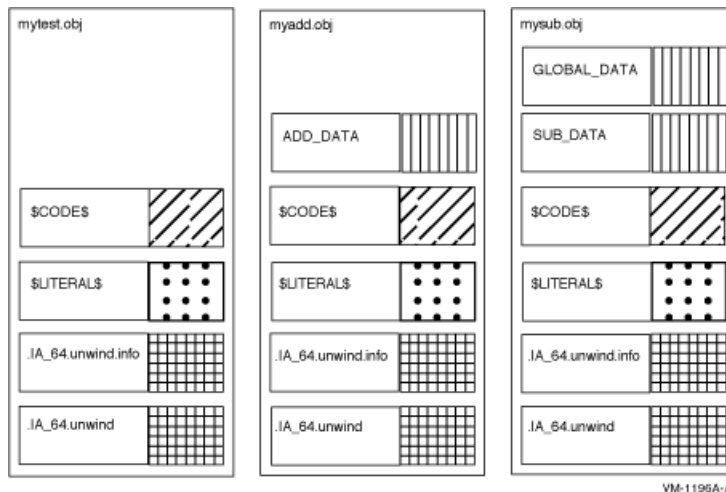 mytest.obj
$CODE$
$LITERAL$
.IA_64.unwind.info
.IA_64.unwind
myadd.obj
ADD_DATA
$CODE$
$LITERAL$
.IA_64.unwind.info
.IA_64.unwind
mysub.obj
GLOBAL_DATA
SUB_DATA
$CODE$
$LITERAL$
.IA_64.unwind.info
.IA_64.unwind